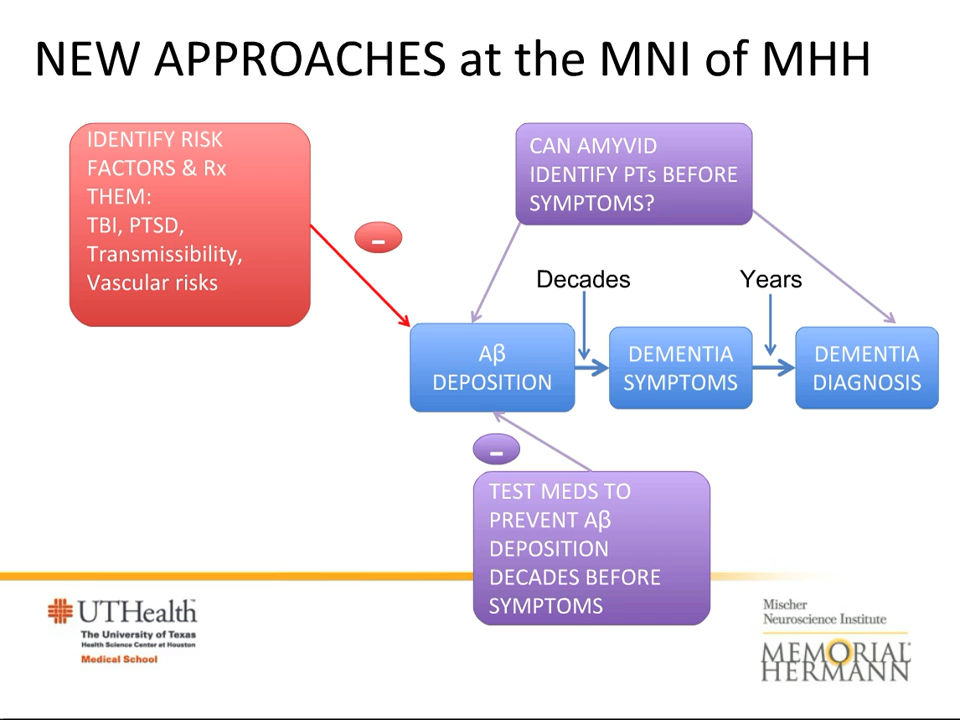 NEW APPROACHES at the MNI of MHH
IDENTIFY RISK
FACTORS & Rx
THEM:
TBI, PTSD,
Transmissibility,
Vascular risks
-
CAN AMYVID
IDENTIFY PTs BEFORE
SYMPTOMS?
Decades
Years
Aβ
DEPOSITION
DEMENTIA
SYMPTOMS
DEMENTIA
DIAGNOSIS
-
TEST MEDS TO
PREVENT Aβ
DEPOSITION
DECADES BEFORE
SYMPTOMS
UTHealth
The University of Texas
Health Science Center at Houston
Medical School
Mischer
Neuroscience Institute
MEMORIAL
HERMANN